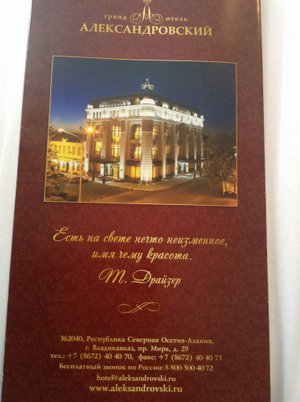 гранд отель
АЛЕКСАНДРОВСКИЙ
Есть на свете нечто неизменное,
имя чему красота.
Т. Драйзер
362040, Республика Северная Осетия-Алания,
г. Владикавказ, пр. Мира, д. 29
тел.: +7 (8672) 40 40 70, факс: +7 (8672) 40 40 71
Бесплатный звонок по России: 8 800 500 40 72
hotel@aleksandrovski.ru
www.aleksandrovski.ru